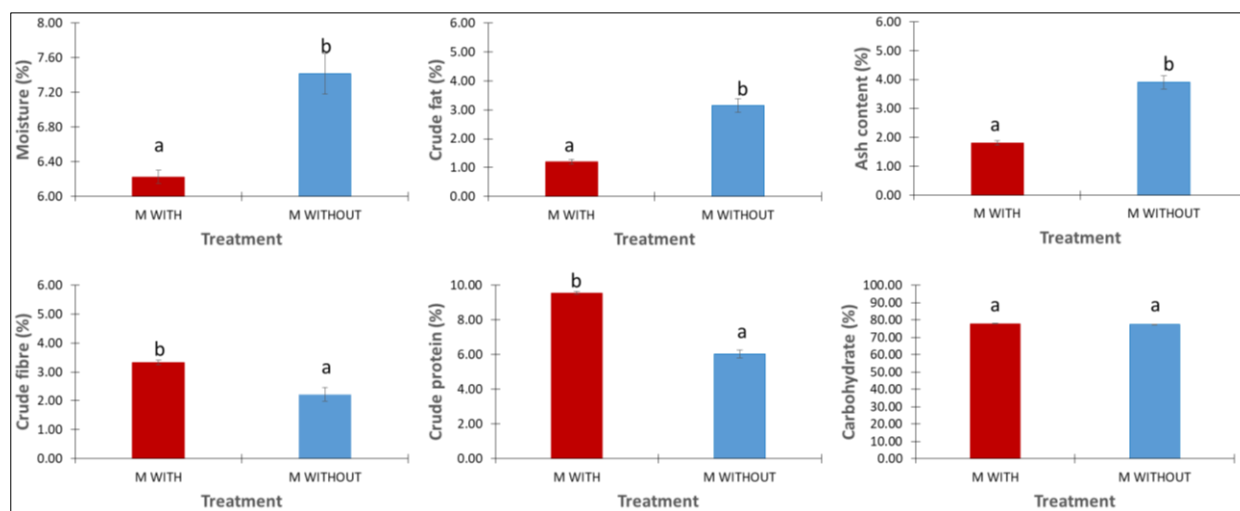 Moisture (%)
8.00
7.60
7.20
6.80
6.40
6.00
a
b
M WITH
M WITHOUT
Treatment
Crude fat (%)
6.00
5.00
4.00
3.00
2.00
1.00
0.00
a
b
M WITH
M WITHOUT
Treatment
Ash content (%)
6.00
5.00
4.00
3.00
2.00
1.00
0.00
a
b
M WITH
M WITHOUT
Treatment
Crude fibre (%)
6.00
5.00
4.00
3.00
2.00
1.00
0.00
b
a
M WITH
M WITHOUT
Treatment
Crude protein (%)
10.00
8.00
6.00
4.00
2.00
0.00
b
a
M WITH
M WITHOUT
Treatment
Carbohydrate (%)
100.00
90.00
80.00
70.00
60.00
50.00
40.00
30.00
20.00
10.00
0.00
a
a
M WITH
M WITHOUT
Treatment